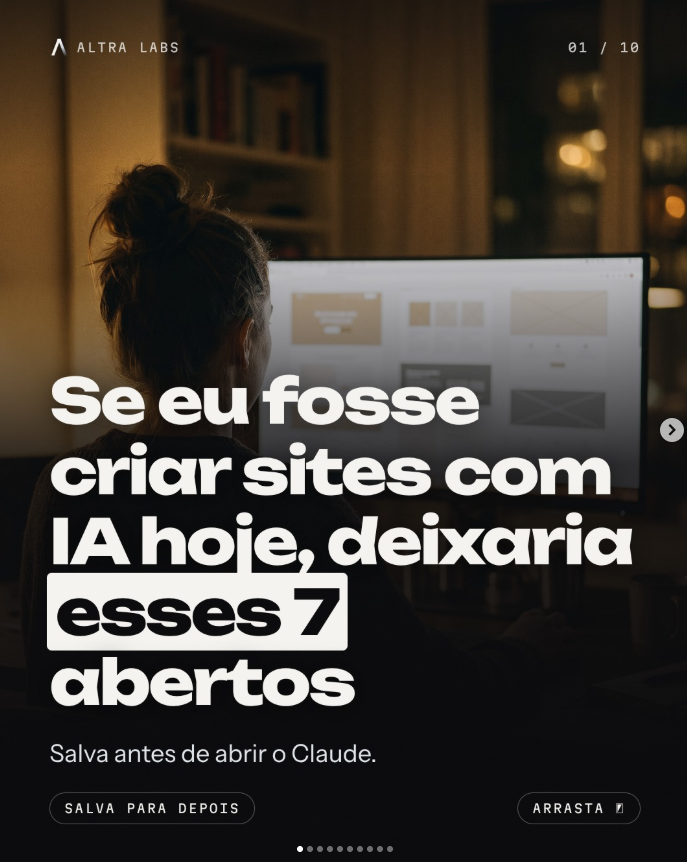 ALTRA LABS
01 / 10
Se eu fosse
criar sites com
IA hoje, deixaria
esses 7
abertos
Salva antes de abrir o Claude.
SALVA PARA DEPOIS
ARRASTA